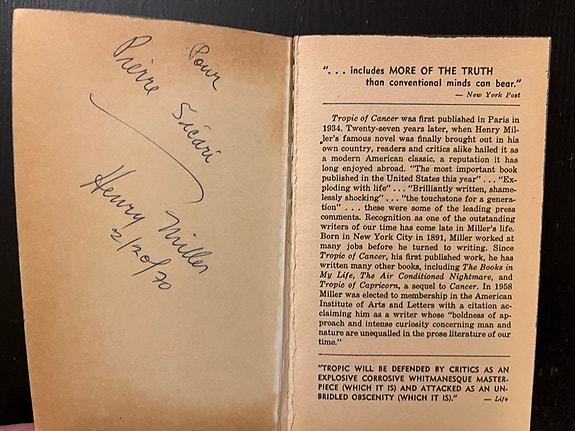 Pour
Pierre Sicari
Henry Miller
2/20/70
". . . includes MORE OF THE TRUTH
than conventional minds can bear."
— New York Post
Tropic of Cancer was first published in Paris in
1934. Twenty-seven years later, when Henry Mil-
ler's famous novel was finally brought out in his
own country, readers and critics alike hailed it as
a modern American classic, a reputation it has
long enjoyed abroad. "The most important book
published in the United States this year" . . . "Ex-
ploding with life" . . . "Brilliantly written, shame-
lessly shocking" . . . "the touchstone for a genera-
tion" . . . these were some of the leading press
comments. Recognition as one of the outstanding
writers of our time has come late in Miller's life.
Born in New York City in 1891, Miller worked at
many jobs before he turned to writing. Since
Tropic of Cancer, his first published work, he has
written many other books, including The Books in
My Life, The Air Conditioned Nightmare, and
Tropic of Capricorn, a sequel to Cancer. In 1958
Miller was elected to membership in the American
Institute of Arts and Letters with a citation ac-
claiming him as a writer whose "boldness of ap-
proach and intense curiosity concerning man and
nature are unequalled in the prose literature of our
time."
"TROPIC WILL BE DEFENDED BY CRITICS AS AN
EXPLOSIVE CORROSIVE WHITMANESQUE MASTER-
PIECE (WHICH IT IS) AND ATTACKED AS AN UN-
BRIDLED OBSCENITY (WHICH IT IS)." — Life